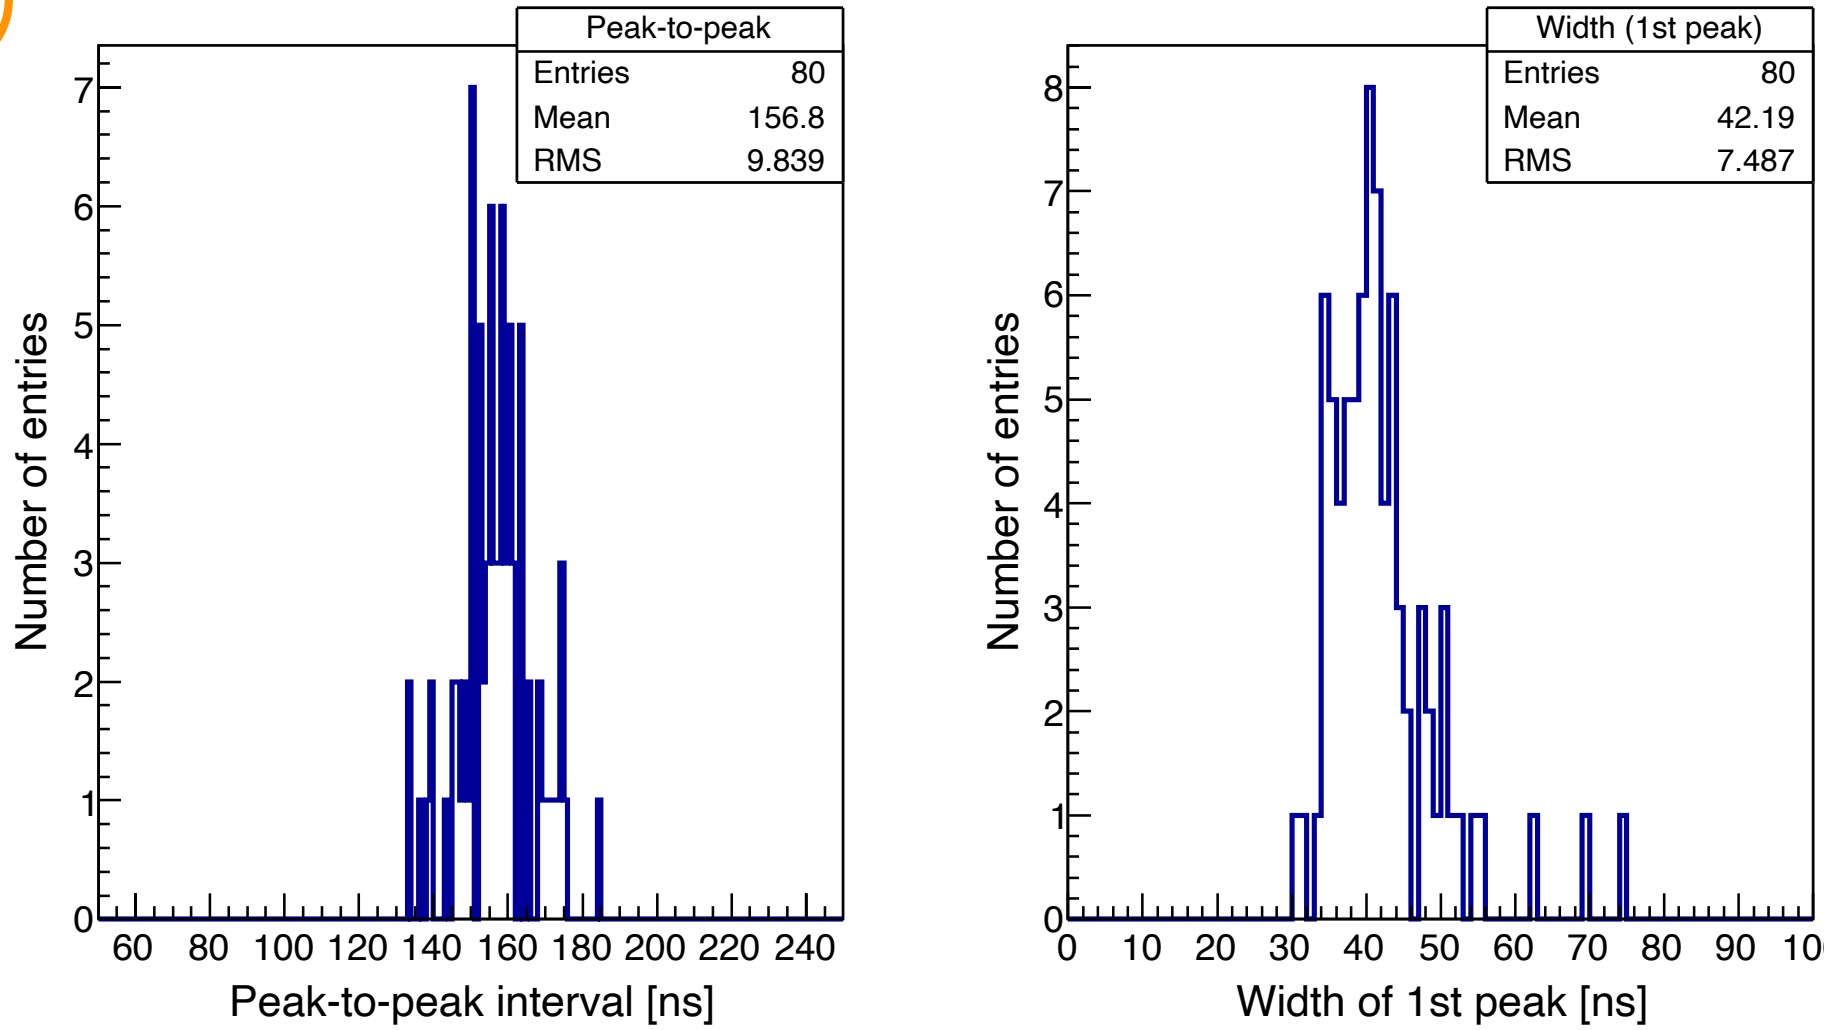 Peak-to-peak
Entries 80
Mean 156.8
RMS 9.839
Number of entries
7
6
5
4
3
2
1
0
60 80 100 120 140 160 180 200 220 240
Peak-to-peak interval [ns]
Width (1st peak)
Entries 80
Mean 42.19
RMS 7.487
Number of entries
8
7
6
5
4
3
2
1
0
0 10 20 30 40 50 60 70 80 90 10
Width of 1st peak [ns]